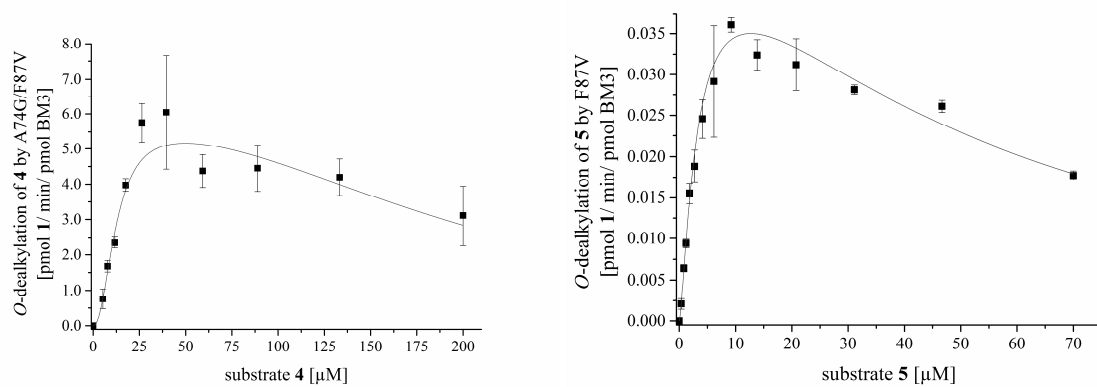 O-dealkylation of 4 by A74G/F87V
[pmol 1/ min/ pmol BM3]
8.0
7.0
6.0
5.0
4.0
3.0
2.0
1.0
0.0
0 25 50 75 100 125 150 175 200
substrate 4 [µM]
O-dealkylation of 5 by F87V
[pmol 1/ min/ pmol BM3]
0.035
0.030
0.025
0.020
0.015
0.010
0.005
0.000
0 10 20 30 40 50 60 70
substrate 5 [µM]